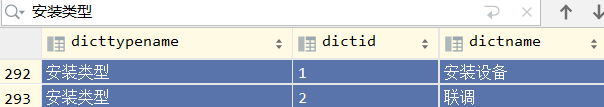 安装类型
dicttypename dictid dictname
292 安装类型 1 安装设备
293 安装类型 2 联调